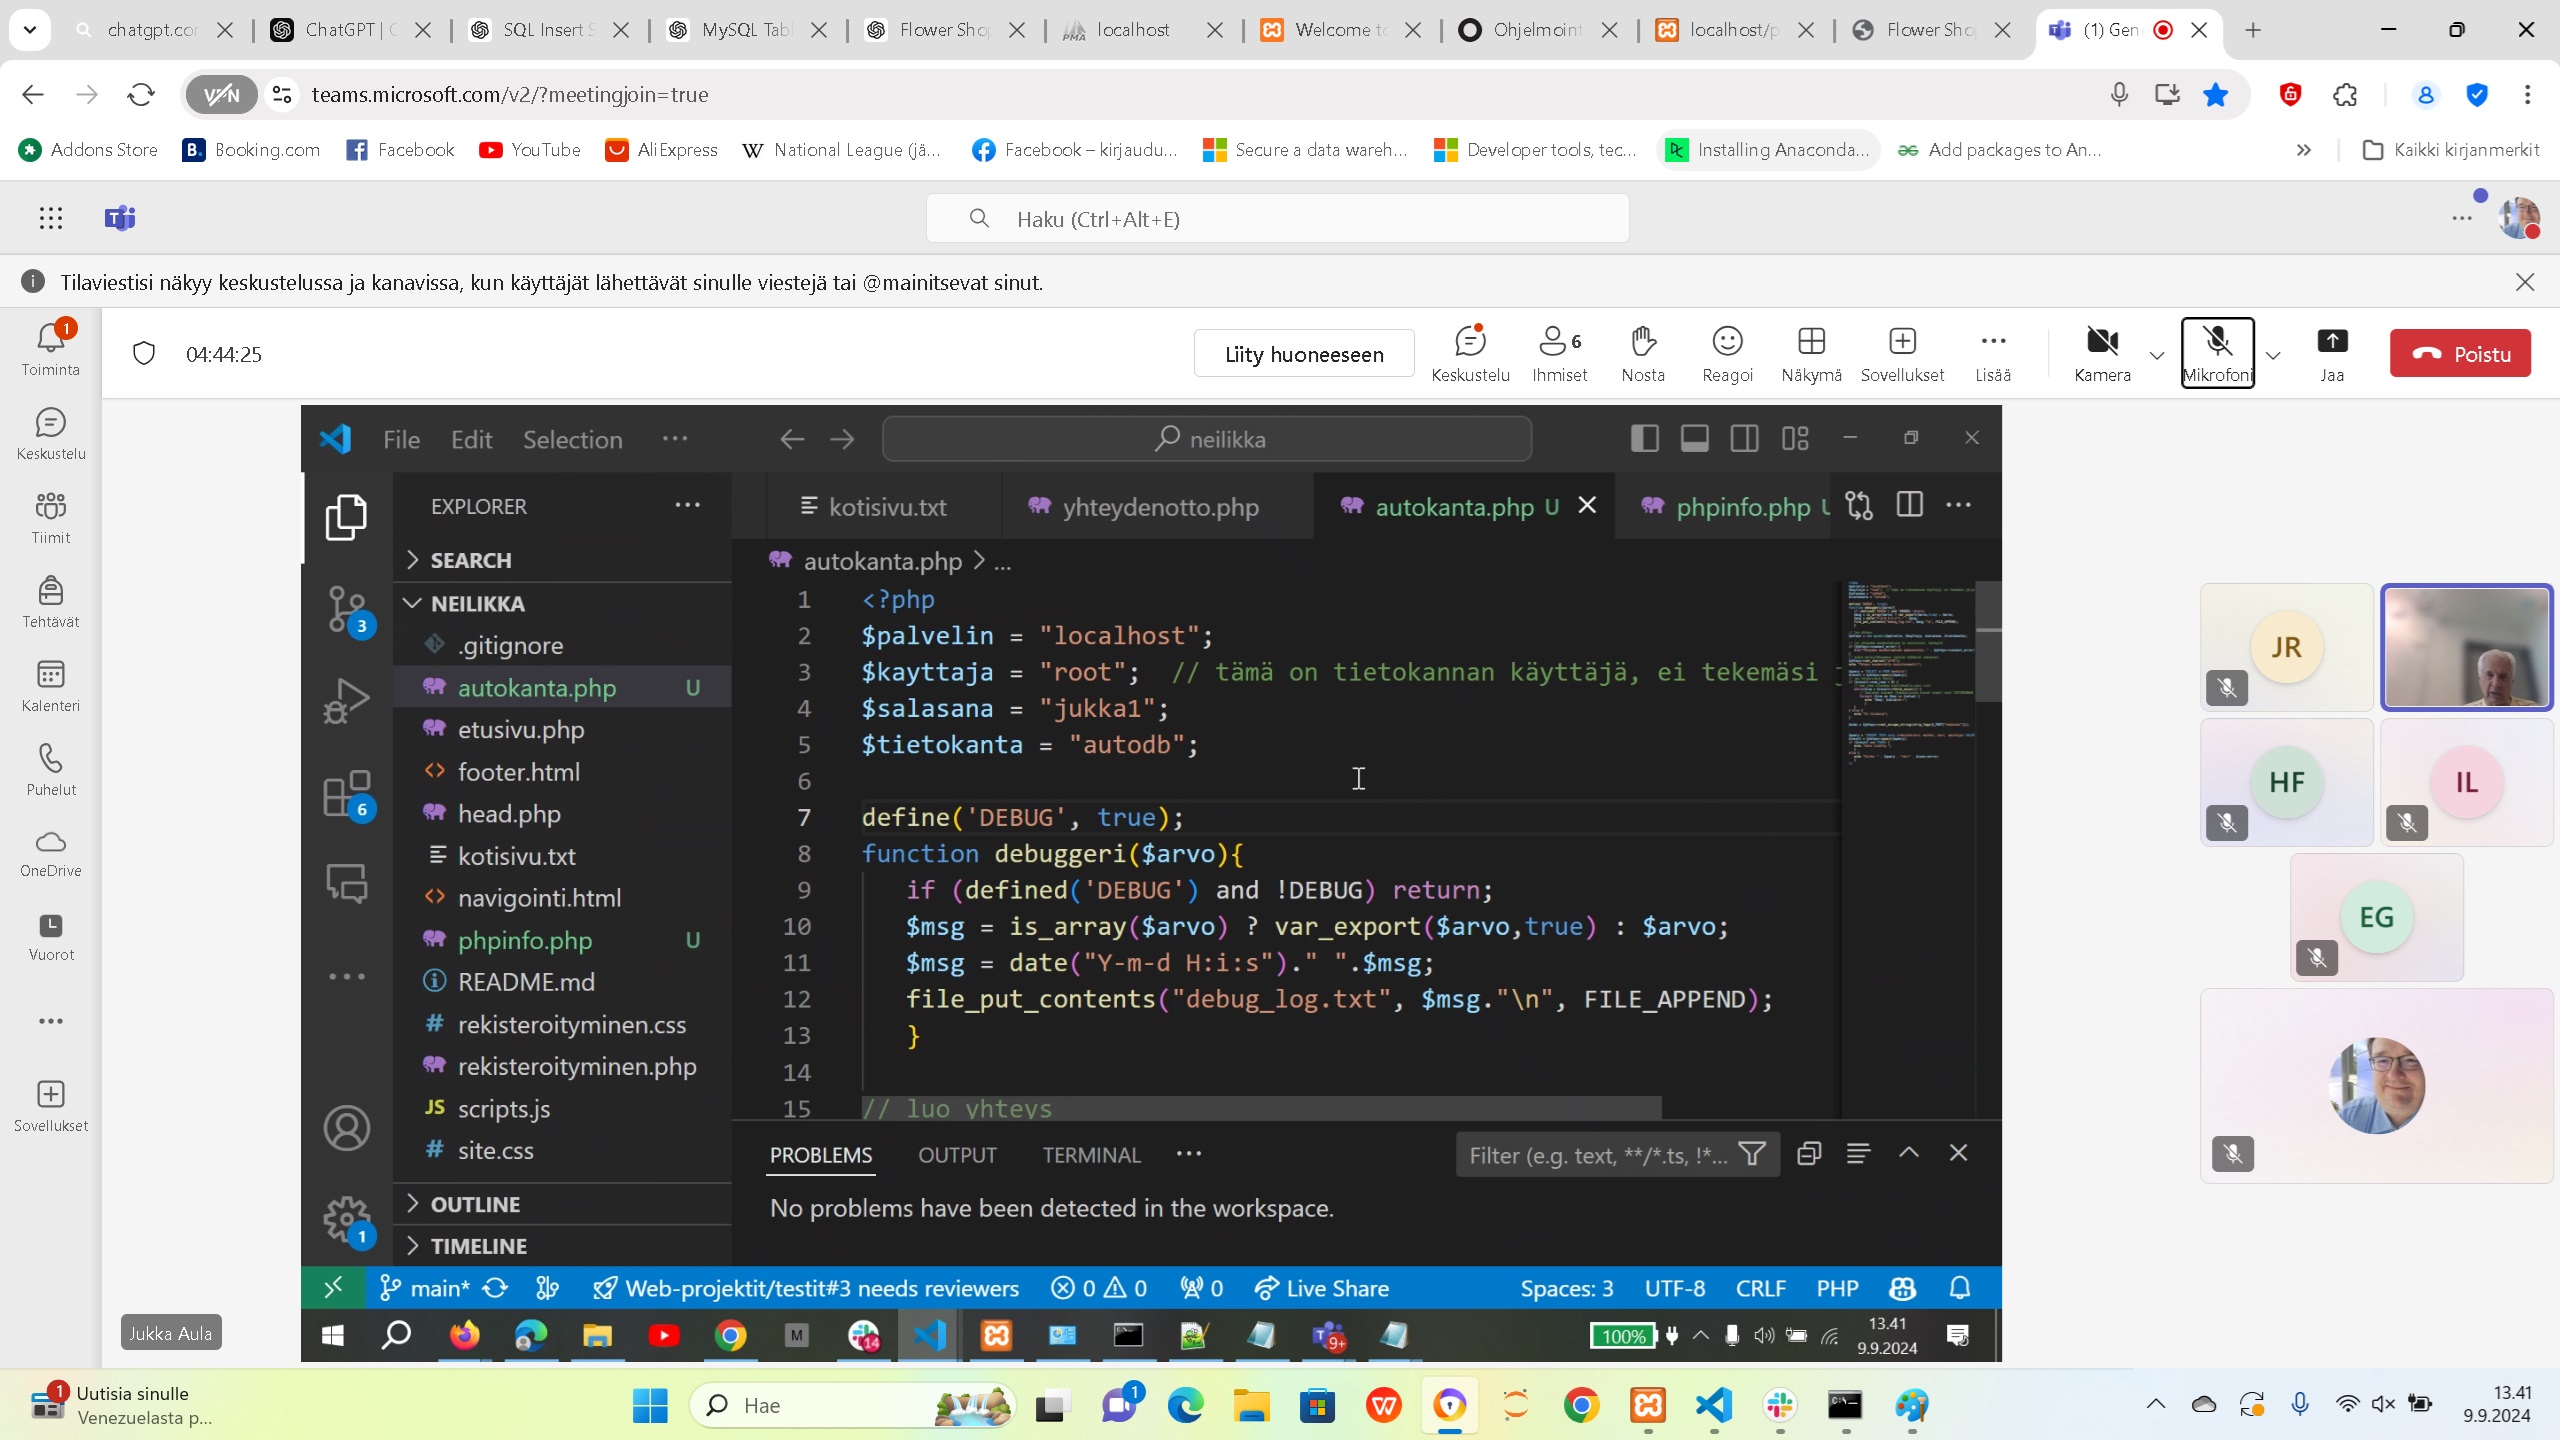 chatgpt.cor
ChatGPT | C
SQL Insert S
MySQL Tabl
Flower Shop
localhost
Welcome to
Ohjelmoint
localhost/p
Flower Shop
(1) Gen
VPN
teams.microsoft.com/v2/?meetingjoin=true
Addons Store
Booking.com
Facebook
YouTube
AliExpress
National League (jä...
Facebook – kirjaudu...
Secure a data wareh...
Developer tools, tec...
Installing Anaconda...
Add packages to An...
Kaikki kirjanmerkit
Haku (Ctrl+Alt+E)
Tilaviestisi näkyy keskustelussa ja kanavissa, kun käyttäjät lähettävät sinulle viestejä tai @mainitsevat sinut.
1
Toiminta
Keskustelu
Tiimit
Tehtävät
Kalenteri
Puhelut
OneDrive
Vuorot
Sovellukset
04:44:25
Liity huoneeseen
Keskustelu
6
Ihmiset
Nosta
Reagoi
Näkymä
Sovellukset
Lisää
Kamera
Mikrofoni
Jaa
Poistu
File Edit Selection ...
neilikka
EXPLORER
SEARCH
NEILIKKA
.gitignore
autokanta.php U
etusivu.php
footer.html
head.php
kotisivu.txt
navigointi.html
phpinfo.php U
README.md
rekisteroityminen.css
rekisteroityminen.php
scripts.js
site.css
OUTLINE
TIMELINE
3
6
1
kotisivu.txt
yhteydenotto.php
autokanta.php U
phpinfo.php U
autokanta.php > ...
1 <?php
2 $palvelin = "localhost";
3 $kayttaja = "root"; // tämä on tietokannan käyttäjä, ei tekemäsi j
4 $salasana = "jukka1";
5 $tietokanta = "autodb";
6
7 define('DEBUG', true);
8 function debuggeri($arvo){
9 if (defined('DEBUG') and !DEBUG) return;
10 $msg = is_array($arvo) ? var_export($arvo,true) : $arvo;
11 $msg = date("Y-m-d H:i:s")." ".$msg;
12 file_put_contents("debug_log.txt", $msg."\n", FILE_APPEND);
13 }
14
15 // luo yhteys
PROBLEMS OUTPUT TERMINAL ...
Filter (e.g. text, **/*.ts, !*...
No problems have been detected in the workspace.
main*
Web-projektit/testit#3 needs reviewers
0 0
0
Live Share
Spaces: 3
UTF-8
CRLF
PHP
14
9+
100%
13.41
9.9.2024
JR
HF
IL
EG
Jukka Aula
1
Uutisia sinulle
Venezuelasta p...
Hae
1
13.41
9.9.2024